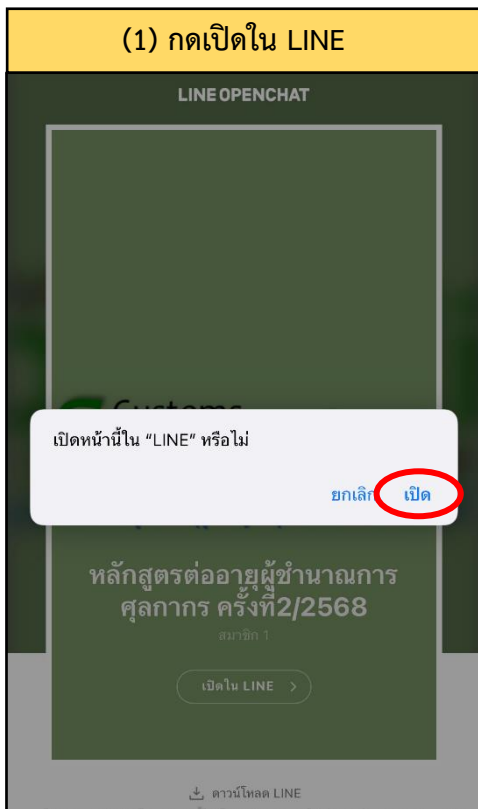 (1) กดเปิดใน LINE
LINE OPENCHAT
Customs
เปิดหน้านี้ใน “LINE” หรือไม่
ยกเลิก เปิด
หลักสูตรต่ออายุผู้ชำนาญการ
ศุลกากร ครั้งที่2/2568
สมาชิก 1
เปิดใน LINE
ดาวน์โหลด LINE